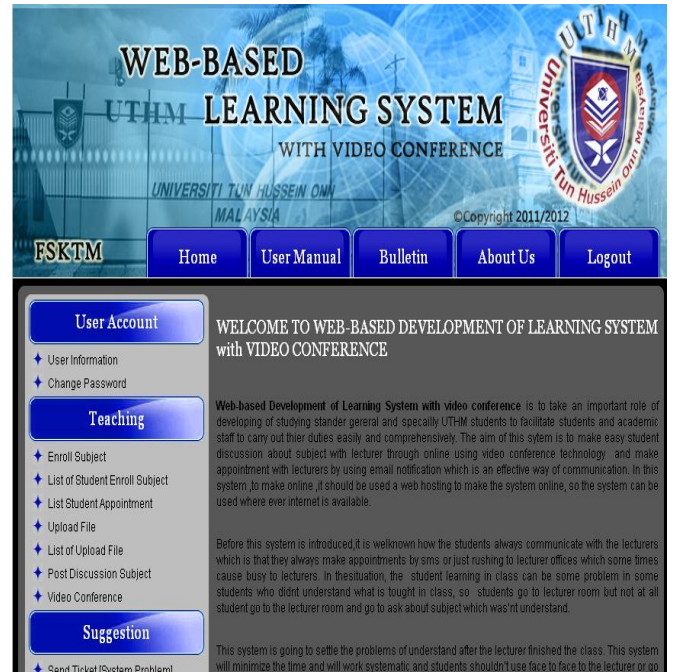 WEB-BASED
UTHM LEARNING SYSTEM
WITH VIDEO CONFERENCE
UNIVERSITI TUN HUSSEIN ONN
MALAYSIA
UTHM
Universiti Tun Hussein Onn Malaysia
©Copyright 2011/2012
FSKTM
Home User Manual Bulletin About Us Logout
User Account
User Information
Change Password
Teaching
Enroll Subject
List of Student Enroll Subject
List Student Appointment
Upload File
List of Upload File
Post Discussion Subject
Video Conference
Suggestion
Send Ticket [System Problem]
WELCOME TO WEB-BASED DEVELOPMENT OF LEARNING SYSTEM
with VIDEO CONFERENCE
Web-based Development of Learning System with video conference is to take an important role of
developing of studying stander gereral and specailly UTHM students to facilitate students and academic
staff to carry out thier duties easily and comprehensively. The aim of this sytem is to make easy student
discussion about subject with lecturer through online using video conference technology and make
appointment with lecturers by using email notification which is an effective way of communication. In this
system ,to make online ,it should be used a web hosting to make the system online, so the system can be
used where ever internet is available.
Before this system is introduced,it is welknown how the students always communicate with the lecturers
which is that they always make appointments by sms or just rushing to lecturer offices which some times
cause busy to lecturers. In thesituation, the student learning in class can be some problem in some
students who didnt understand what is tought in class, so students go to lecturer room but not at all
student go to the lecturer room and go to ask about subject which was'nt understand.
This system is going to settle the problems of understand after the lecturer finished the class. This system
will minimize the time and will work systematic and students shouldn't use face to face to the lecturer or go